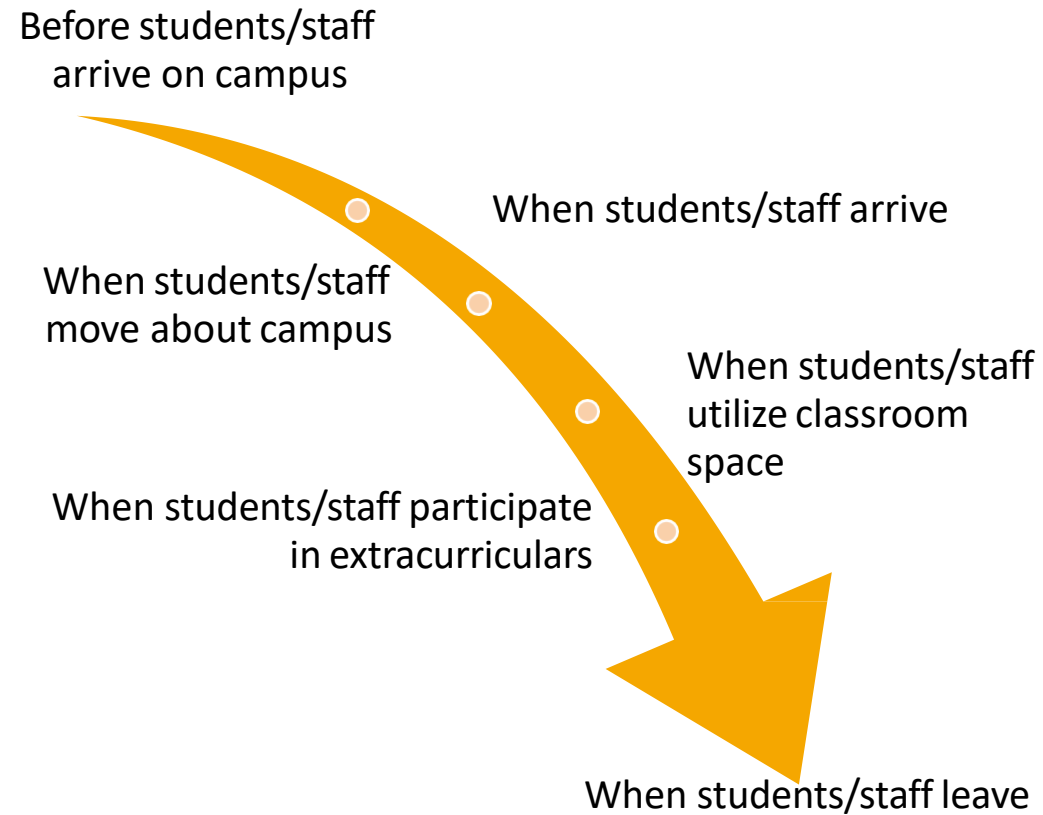 Before students/staff
arrive on campus
When students/staff arrive
When students/staff
move about campus
When students/staff
utilize classroom
space
When students/staff participate
in extracurriculars
When students/staff leave